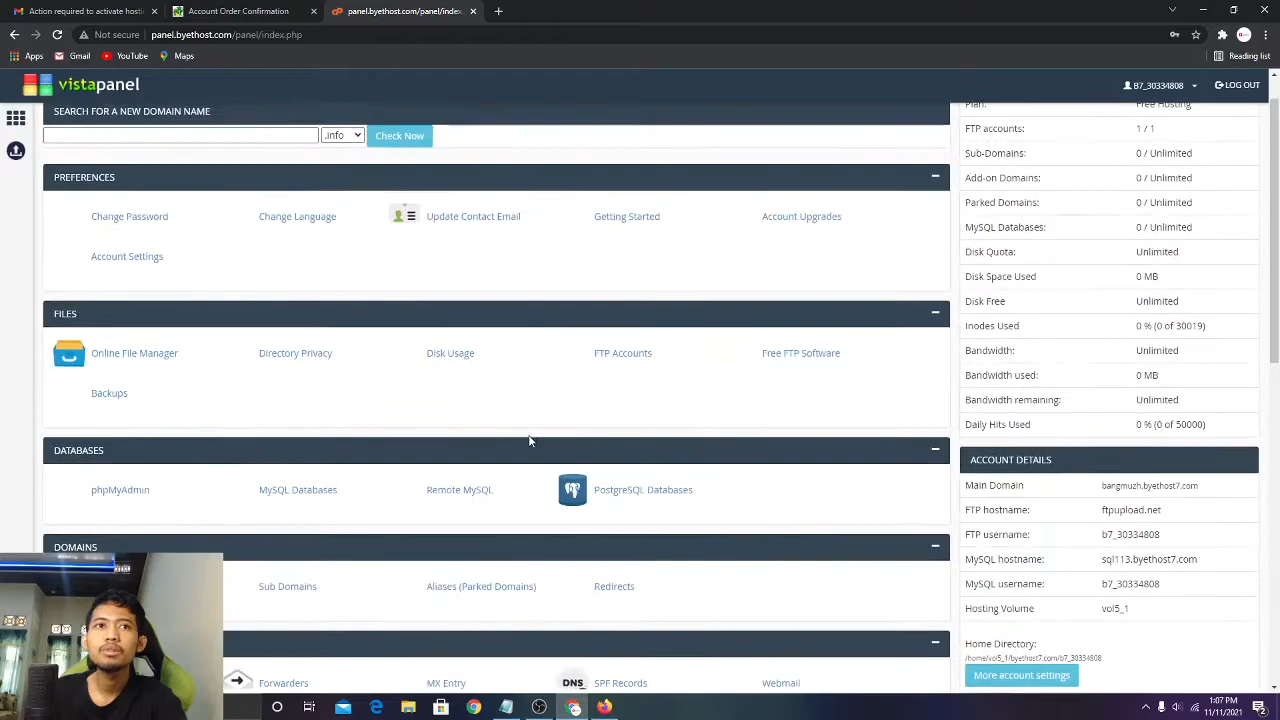 Action required to activate hosti
Account Order Confirmation
panel.byethost.com/panel/index.
Not secure
panel.byethost.com/panel/index.php
Apps
Gmail
YouTube
Maps
Reading list
vistapanel
B7_30334808
LOG OUT
SEARCH FOR A NEW DOMAIN NAME
.info
Check Now
PREFERENCES
Change Password
Change Language
Update Contact Email
Getting Started
Account Upgrades
Account Settings
FILES
Online File Manager
Directory Privacy
Disk Usage
FTP Accounts
Free FTP Software
Backups
DATABASES
phpMyAdmin
MySQL Databases
Remote MySQL
PostgreSQL Databases
DOMAINS
Sub Domains
Aliases (Parked Domains)
Redirects
Forwarders
MX Entry
DNS
SPF Records
Webmail
Plan: Free Hosting
FTP accounts: 1 / 1
Sub-Domains: 0 / Unlimited
Add-on Domains: 0 / Unlimited
Parked Domains: 0 / Unlimited
MySQL Databases: 0 / Unlimited
Disk Quota: Unlimited
Disk Space Used 0 MB
Disk Free Unlimited
Inodes Used 0 % (0 of 30019)
Bandwidth: Unlimited
Bandwidth used: 0 MB
Bandwidth remaining: Unlimited
Daily Hits Used 0 % (0 of 50000)
ACCOUNT DETAILS
Main Domain bangmuzh.byethost7.com
FTP hostname: ftpupload.net
FTP username: b7_30334808
MySQL hostname: sql113.byethost7.com
MySQL username: b7_30334808
Hosting Volume vol5_1
Home Directory:
/home/vol5_1/byethost7.com/b7_30334808
More account settings
1:07 PM
11/11/2021